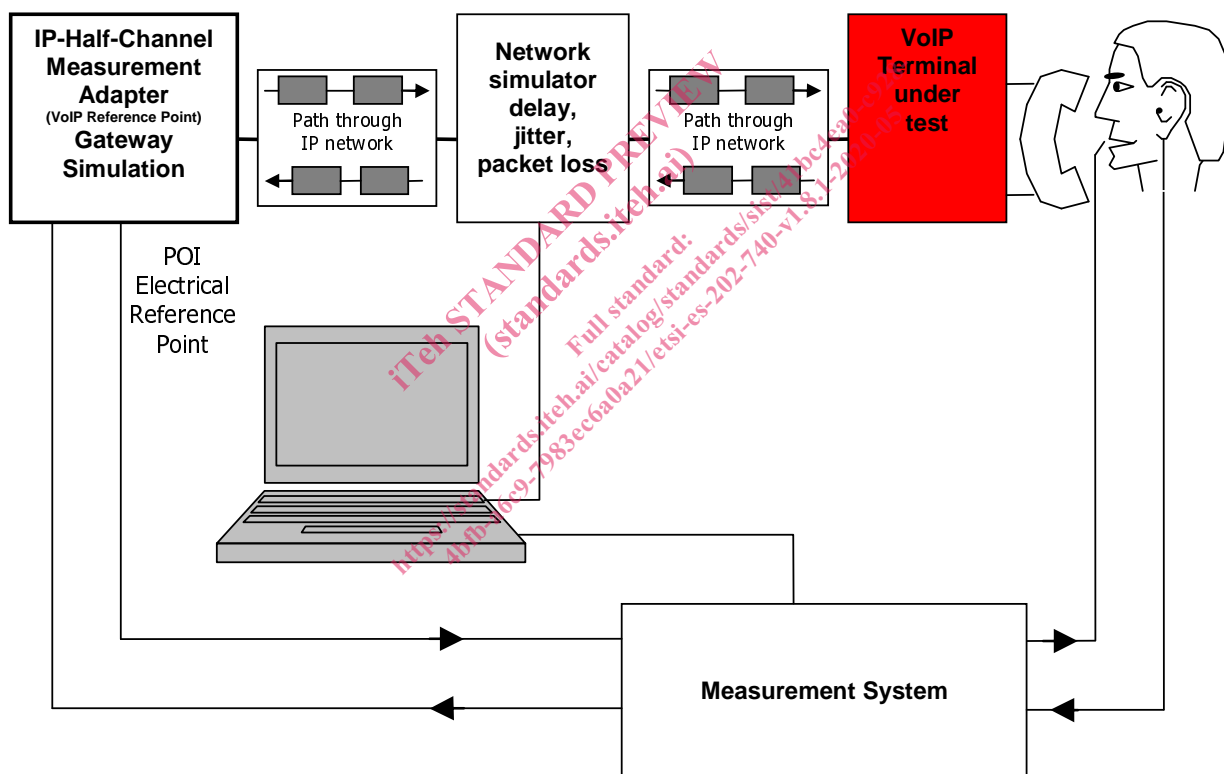 IP-Half-Channel
Measurement
Adapter
(VoIP Reference Point)
Gateway
Simulation
Path through
IP network
Network
simulator
delay,
jitter,
packet loss
Path through
IP network
VoIP
Terminal
under
test
POI
Electrical
Reference
Point
Measurement System
iTeh STANDARD PREVIEW
(standards.iteh.ai)
Full standard: